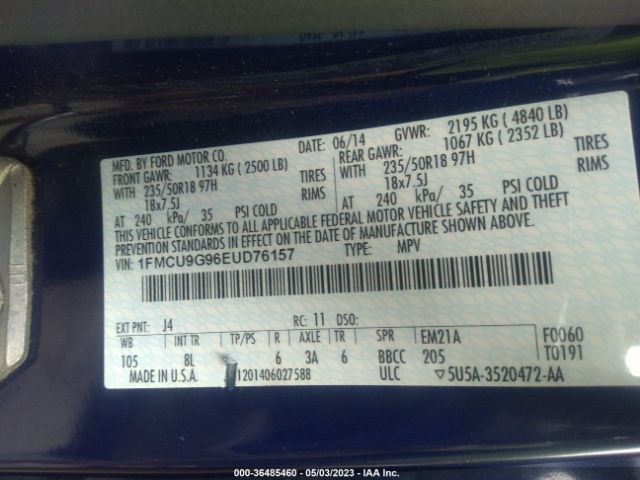 DATE: 06/14 GVWR: 2195 KG ( 4840 LB)
MFD. BY FORD MOTOR CO.
FRONT GAWR: 1134 KG ( 2500 LB) REAR GAWR: 1067 KG ( 2352 LB)
WITH 235/50R18 97H TIRES WITH 235/50R18 97H TIRES
18x7.5J RIMS 18x7.5J RIMS
AT 240 kPa/ 35 PSI COLD AT 240 kPa/ 35 PSI COLD
THIS VEHICLE CONFORMS TO ALL APPLICABLE FEDERAL MOTOR VEHICLE SAFETY AND THEFT
PREVENTION STANDARDS IN EFFECT ON THE DATE OF MANUFACTURE SHOWN ABOVE.
VIN: 1FMCU9G96EUD76157 TYPE: MPV
EXT PNT: J4 RC: 11 DSO:
WB INT TR TP/PS R AXLE TR SPR EM21A F0060
105 8L 6 3A 6 BBCC 205 T0191
MADE IN U.S.A. 1201406027588 ULC ▽5U5A-3520472-AA
000-36485460 - 05/03/2023 - IAA Inc.